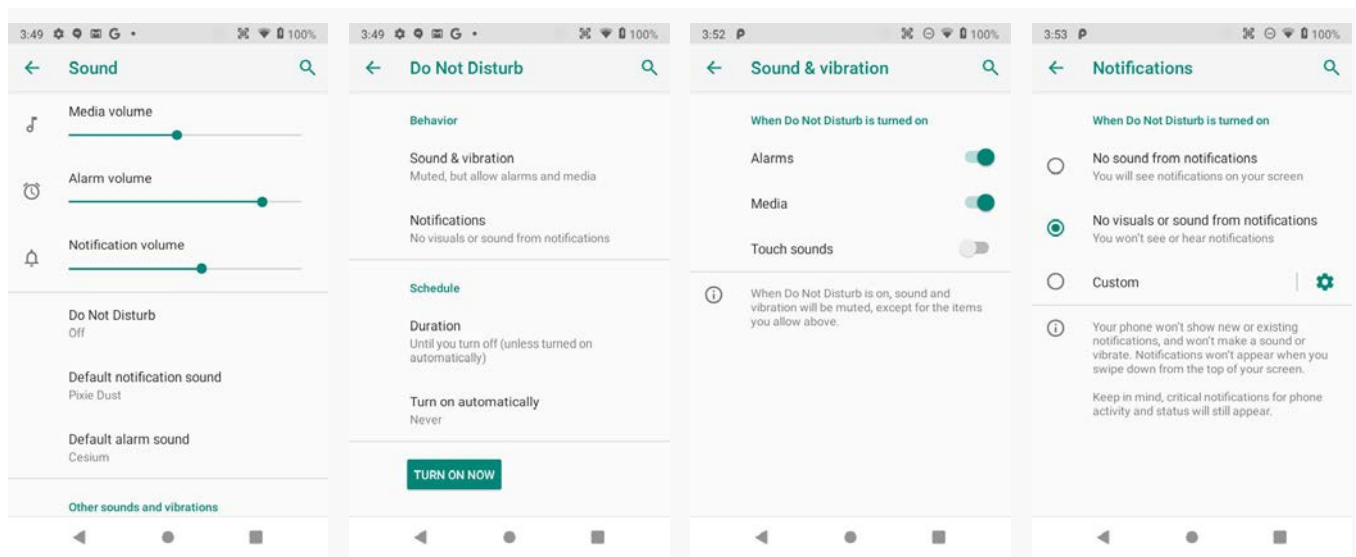 3:49 G 100%
Sound
Media volume
Alarm volume
Notification volume
Do Not Disturb
Off
Default notification sound
Pixie Dust
Default alarm sound
Cesium
Other sounds and vibrations
3:49 G 100%
Do Not Disturb
Behavior
Sound & vibration
Muted, but allow alarms and media
Notifications
No visuals or sound from notifications
Schedule
Duration
Until you turn off (unless turned on
automatically)
Turn on automatically
Never
TURN ON NOW
3:52 P 100%
Sound & vibration
When Do Not Disturb is turned on
Alarms
Media
Touch sounds
When Do Not Disturb is on, sound and
vibration will be muted, except for the items
you allow above.
3:53 P 100%
Notifications
When Do Not Disturb is turned on
No sound from notifications
You will see notifications on your screen
No visuals or sound from notifications
You won't see or hear notifications
Custom
Your phone won't show new or existing
notifications, and won't make a sound or
vibrate. Notifications won't appear when you
swipe down from the top of your screen.
Keep in mind, critical notifications for phone
activity and status will still appear.